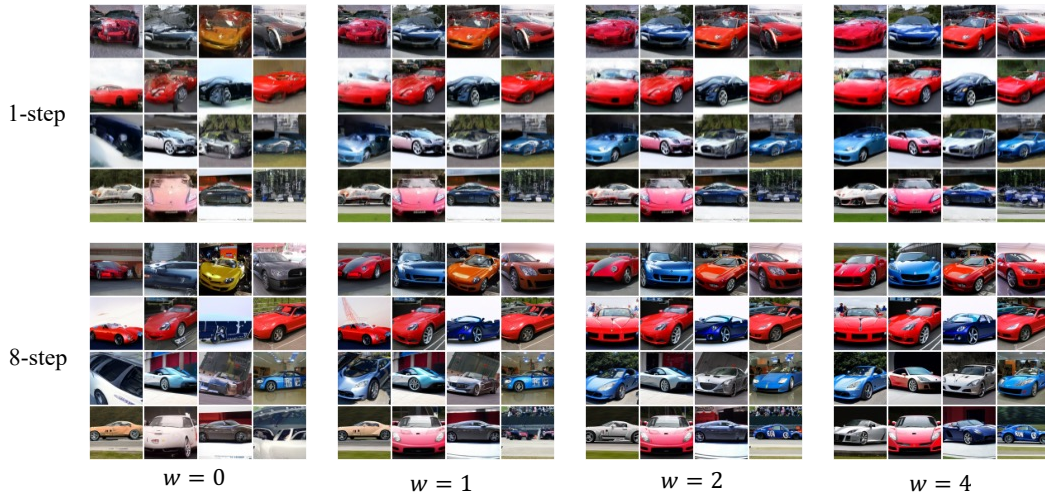 1-step
8-step
w = 0
w = 1
w = 2
w = 4